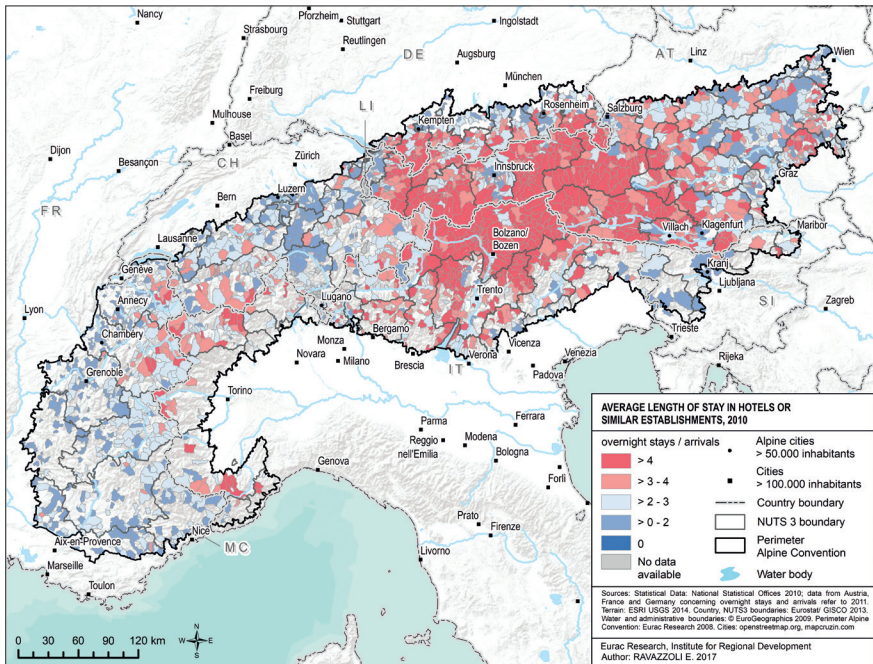 Nancy
Pforzheim
Strasbourg
Stuttgart
Ingolstadt
Reutlingen
DE
AT
Linz
Wien
Augsburg
München
Freiburg
LI
Rosenheim
Salzburg
Mulhouse
Kempten
Basel
Dijon
Besançon
CH
Zürich
Innsbruck
Graz
Bern
Luzern
FR
Villach
Klagenfurt
Maribor
Lausanne
Bolzano/
Bozen
Genève
Kranj
Ljubljana
Annecy
Lugano
Trento
SI
Lyon
Zagreb
Chambéry
Monza
Bergamo
Vicenza
Trieste
Novara
Milano
Brescia
IT
Verona
Venezia
Rijeka
Grenoble
Padova
Torino
Parma
Ferrara
Reggio
nell'Emilia
Modena
Bologna
Genova
Forlì
Prato
Firenze
Nice
MC
Aix-en-Provence
Livorno
Marseille
Toulon
AVERAGE LENGTH OF STAY IN HOTELS OR
SIMILAR ESTABLISHMENTS, 2010
overnight stays / arrivals
> 4
> 3 - 4
> 2 - 3
> 0 - 2
0
No data
available
Alpine cities
> 50.000 inhabitants
Cities
> 100.000 inhabitants
Country boundary
NUTS 3 boundary
Perimeter
Alpine Convention
Water body
Sources: Statistical Data: National Statistical Offices 2010; data from Austria,
France and Germany concerning overnight stays and arrivals refer to 2011.
Terrain: ESRI USGS 2014. Country, NUTS3 boundaries: Eurostat/ GISCO 2013.
Water and administrative boundaries: © EuroGeographics 2009. Perimeter Alpine
Convention: Eurac Research 2008. Cities: openstreetmap.org, mapcruzin.com
Eurac Research, Institute for Regional Development
Author: RAVAZZOLI E. 2017
N
W E
S
0 30 60 90 120 km